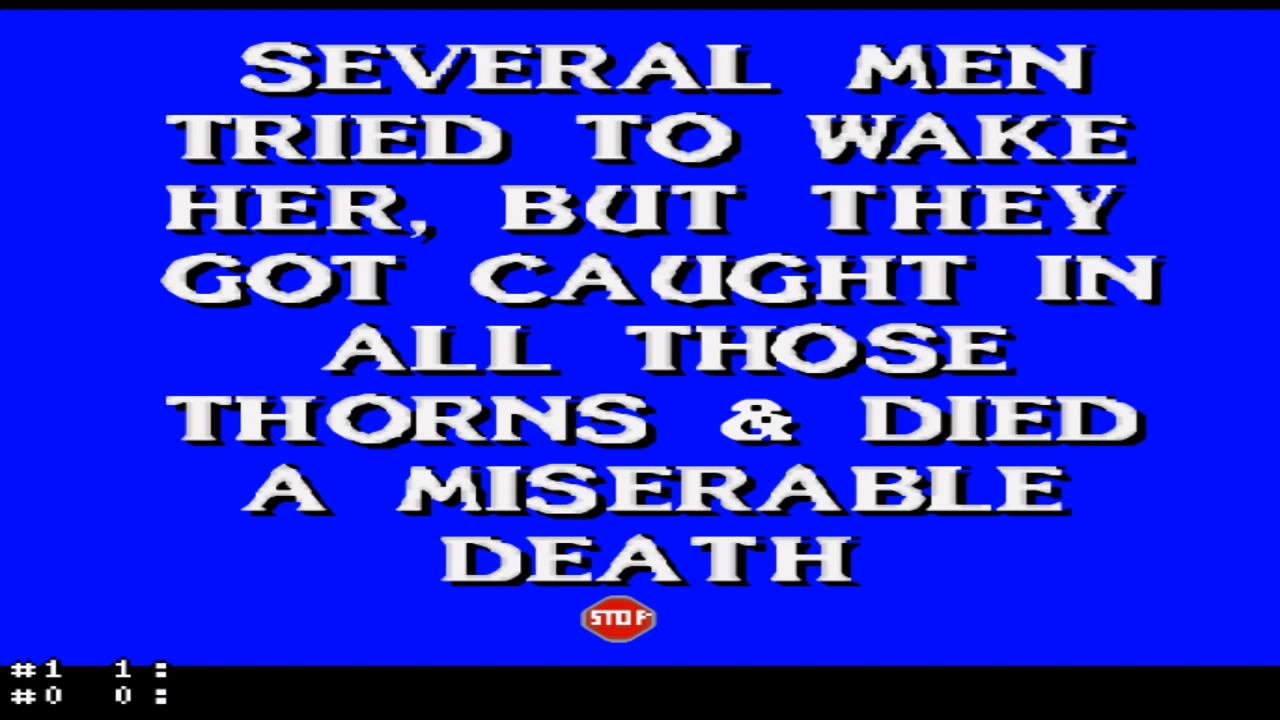 SEVERAL MEN
TRIED TO WAKE
HER, BUT THEY
GOT CAUGHT IN
ALL THOSE
THORNS & DIED
A MISERABLE
DEATH
STOP
#1 1 :
#0 0 :